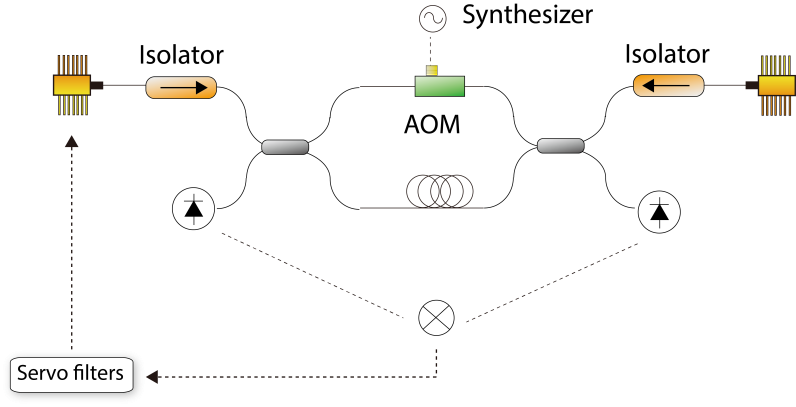 Synthesizer
Isolator
Isolator
AOM
Servo filters